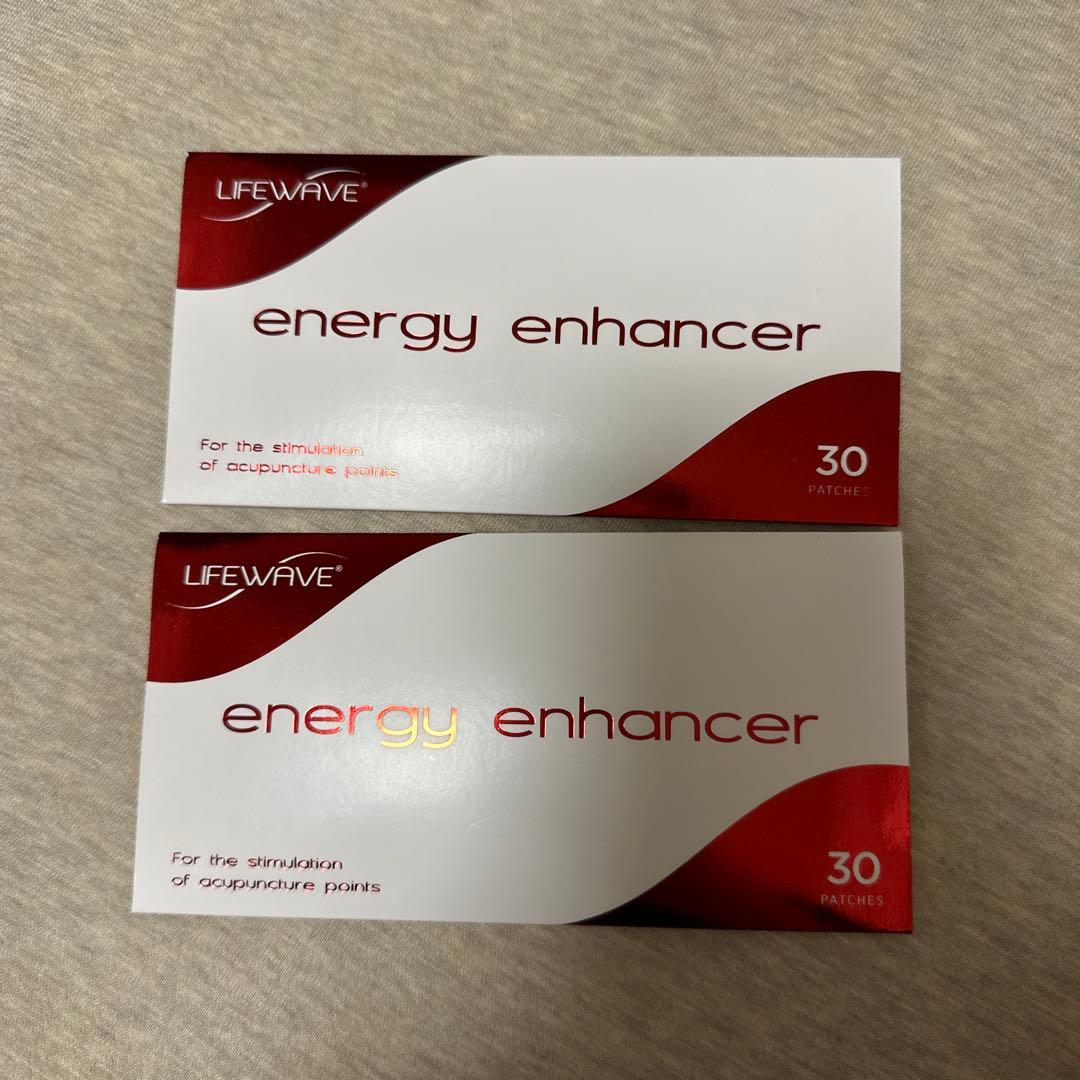 LIFEWAVE®
energy enhancer
For the stimulation
of acupuncture points
30
PATCHES
LIFEWAVE®
energy enhancer
For the stimulation
of acupuncture points
30
PATCHES